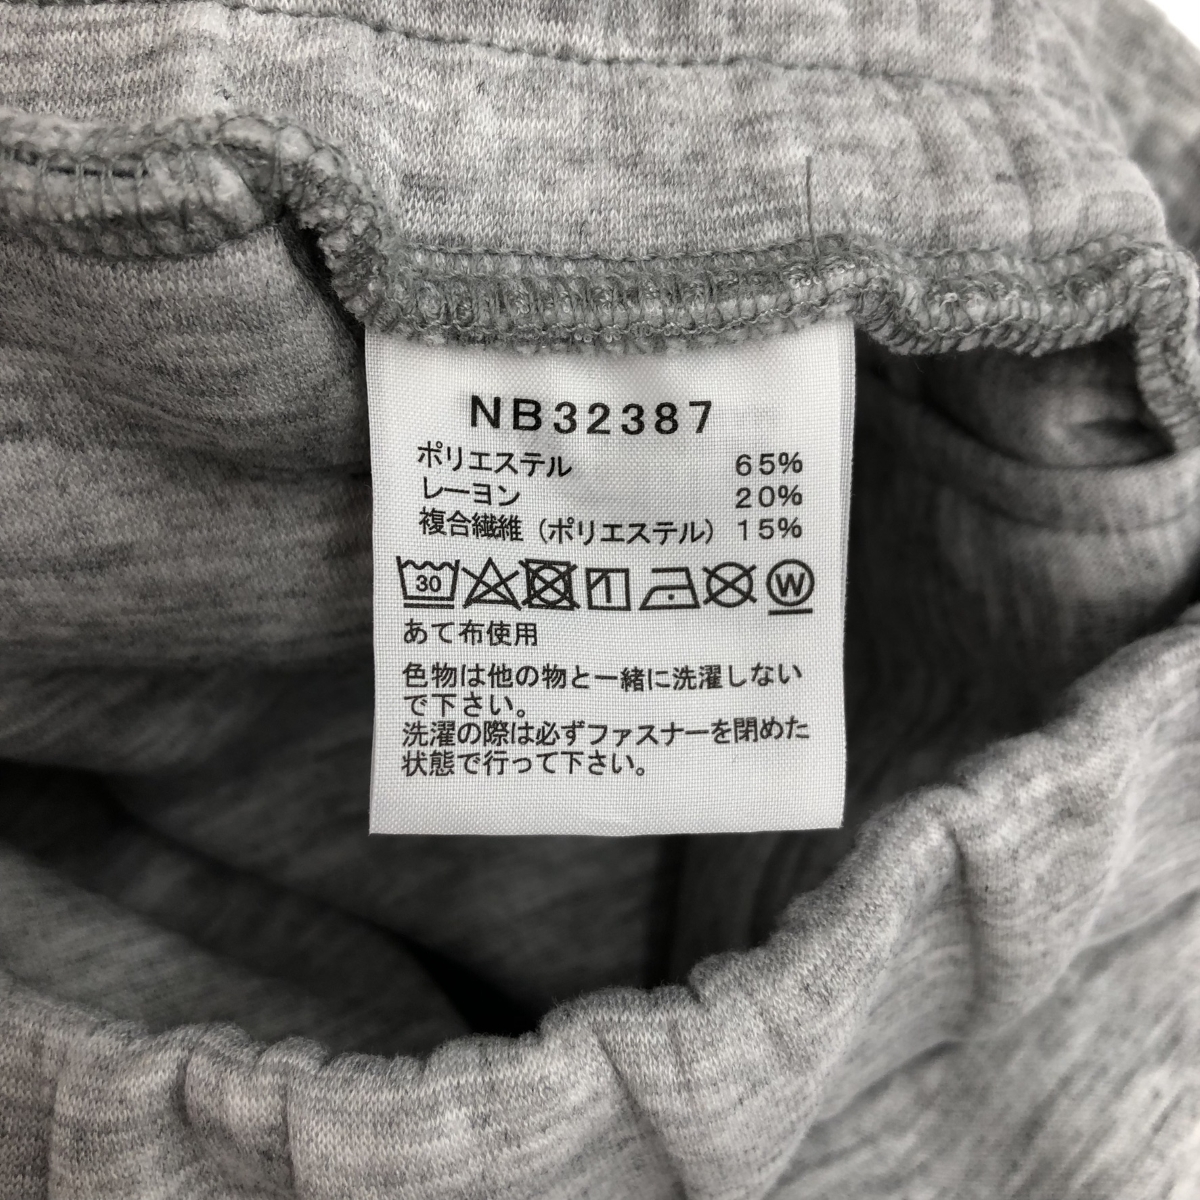 NB32387
ポリエステル 65%
レーヨン 20%
複合繊維（ポリエステル）15%
30 W
あて布使用
色物は他の物と一緒に洗濯しない
で下さい。
洗濯の際は必ずファスナーを閉めた
状態で行って下さい。